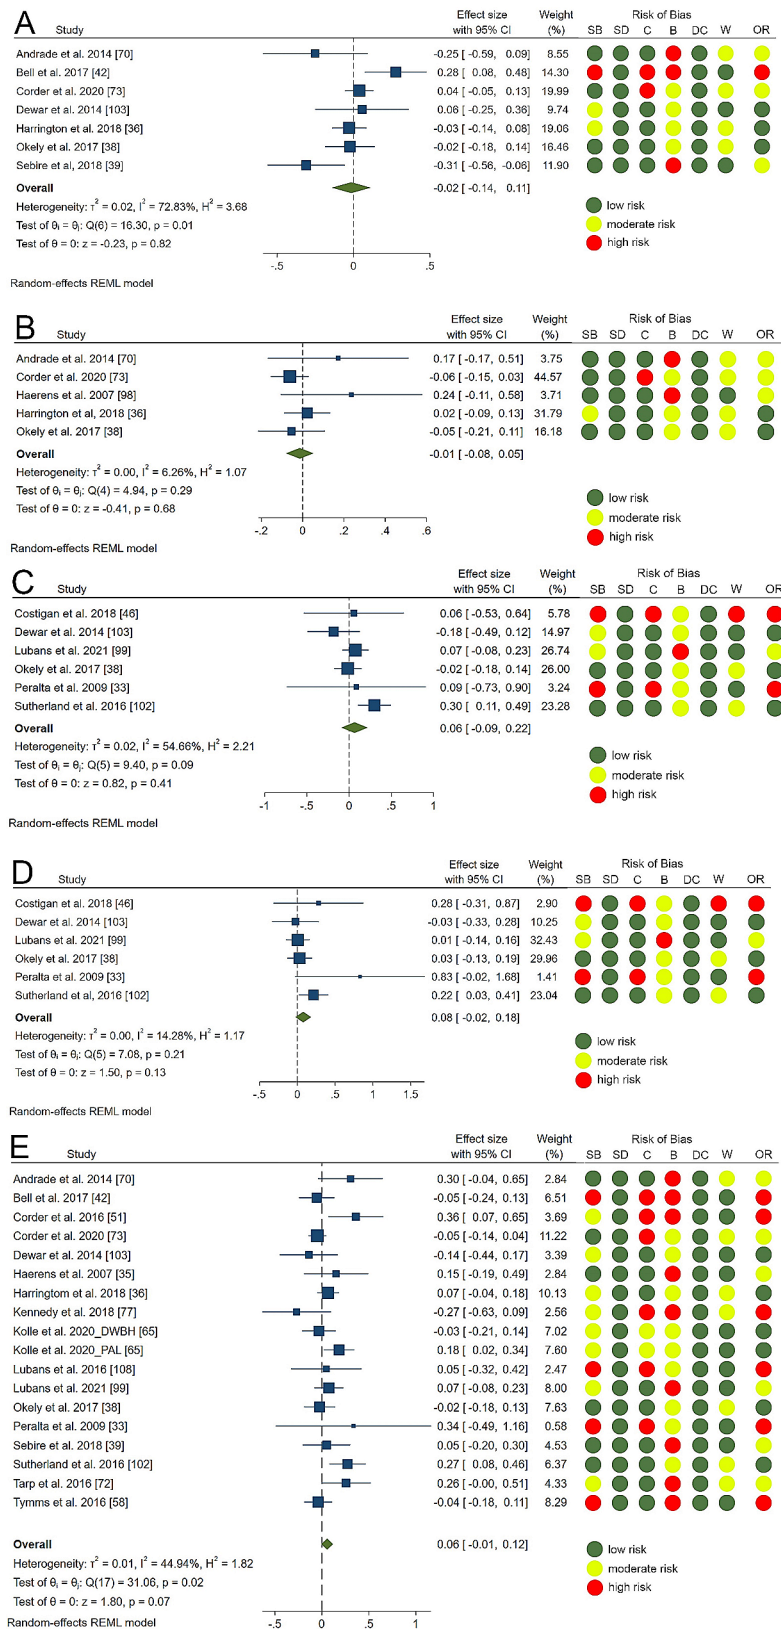 A
Study
Effect size with 95% CI
Weight (%)
Risk of Bias
SB SD C B DC W OR
Andrade et al. 2014 [70] -0.25 [ -0.59, 0.09] 8.55
Bell et al. 2017 [42] 0.28 [ 0.08, 0.48] 14.30
Corder et al. 2020 [73] 0.04 [ -0.05, 0.13] 19.99
Dewar et al. 2014 [103] 0.06 [ -0.25, 0.36] 9.74
Harrington et al. 2018 [36] -0.03 [ -0.14, 0.08] 19.06
Okely et al. 2017 [38] -0.02 [ -0.18, 0.14] 16.46
Sebire et al, 2018 [39] -0.31 [ -0.56, -0.06] 11.90
Overall -0.02 [ -0.14, 0.11]
Heterogeneity: τ² = 0.02, I² = 72.83%, H² = 3.68
Test of θᵢ = θⱼ: Q(6) = 16.30, p = 0.01
Test of θ = 0: z = -0.23, p = 0.82
low risk
moderate risk
high risk
-.5 0 .5
Random-effects REML model
B
Study
Effect size with 95% CI
Weight (%)
Risk of Bias
SB SD C B DC W OR
Andrade et al. 2014 [70] 0.17 [ -0.17, 0.51] 3.75
Corder et al. 2020 [73] -0.06 [ -0.15, 0.03] 44.57
Haerens et al. 2007 [98] 0.24 [ -0.11, 0.58] 3.71
Harrington et al, 2018 [36] 0.02 [ -0.09, 0.13] 31.79
Okely et al. 2017 [38] -0.05 [ -0.21, 0.11] 16.18
Overall -0.01 [ -0.08, 0.05]
Heterogeneity: τ² = 0.00, I² = 6.26%, H² = 1.07
Test of θᵢ = θⱼ: Q(4) = 4.94, p = 0.29
Test of θ = 0: z = -0.41, p = 0.68
low risk
moderate risk
high risk
-.2 0 .2 .4 .6
Random-effects REML model
C
Study
Effect size with 95% CI
Weight (%)
Risk of Bias
SB SD C B DC W OR
Costigan et al. 2018 [46] 0.06 [ -0.53, 0.64] 5.78
Dewar et al. 2014 [103] -0.18 [ -0.49, 0.12] 14.97
Lubans et al. 2021 [99] 0.07 [ -0.08, 0.23] 26.74
Okely et al. 2017 [38] -0.02 [ -0.18, 0.14] 26.00
Peralta et al. 2009 [33] 0.09 [ -0.73, 0.90] 3.24
Sutherland et al. 2016 [102] 0.30 [ 0.11, 0.49] 23.28
Overall 0.06 [ -0.09, 0.22]
Heterogeneity: τ² = 0.02, I² = 54.66%, H² = 2.21
Test of θᵢ = θⱼ: Q(5) = 9.40, p = 0.09
Test of θ = 0: z = 0.82, p = 0.41
low risk
moderate risk
high risk
-1 -.5 0 .5 1
Random-effects REML model
D
Study
Effect size with 95% CI
Weight (%)
Risk of Bias
SB SD C B DC W OR
Costigan et al. 2018 [46] 0.28 [ -0.31, 0.87] 2.90
Dewar et al. 2014 [103] -0.03 [ -0.33, 0.28] 10.25
Lubans et al. 2021 [99] 0.01 [ -0.14, 0.16] 32.43
Okely et al. 2017 [38] 0.03 [ -0.13, 0.19] 29.96
Peralta et al. 2009 [33] 0.83 [ -0.02, 1.68] 1.41
Sutherland et al, 2016 [102] 0.22 [ 0.03, 0.41] 23.04
Overall 0.08 [ -0.02, 0.18]
Heterogeneity: τ² = 0.00, I² = 14.28%, H² = 1.17
Test of θᵢ = θⱼ: Q(5) = 7.08, p = 0.21
Test of θ = 0: z = 1.50, p = 0.13
low risk
moderate risk
high risk
-.5 0 .5 1 1.5
Random-effects REML model
E
Study
Effect size with 95% CI
Weight (%)
Risk of Bias
SB SD C B DC W OR
Andrade et al. 2014 [70] 0.30 [ -0.04, 0.65] 2.84
Bell et al. 2017 [42] -0.05 [ -0.24, 0.13] 6.51
Corder et al. 2016 [51] 0.36 [ 0.07, 0.65] 3.69
Corder et al. 2020 [73] -0.05 [ -0.14, 0.04] 11.22
Dewar et al. 2014 [103] -0.14 [ -0.44, 0.17] 3.39
Haerens et al. 2007 [35] 0.15 [ -0.19, 0.49] 2.84
Harringtom et al. 2018 [36] 0.07 [ -0.04, 0.18] 10.13
Kennedy et al. 2018 [77] -0.27 [ -0.63, 0.09] 2.56
Kolle et al. 2020_DWBH [65] -0.03 [ -0.21, 0.14] 7.02
Kolle et al. 2020_PAL [65] 0.18 [ 0.02, 0.34] 7.60
Lubans et al. 2016 [108] 0.05 [ -0.32, 0.42] 2.47
Lubans et al. 2021 [99] 0.07 [ -0.08, 0.23] 8.00
Okely et al. 2017 [38] -0.02 [ -0.18, 0.13] 7.63
Peralta et al. 2009 [33] 0.34 [ -0.49, 1.16] 0.58
Sebire et al. 2018 [39] 0.05 [ -0.20, 0.30] 4.53
Sutherland et al. 2016 [102] 0.27 [ 0.08, 0.46] 6.37
Tarp et al. 2016 [72] 0.26 [ -0.00, 0.51] 4.33
Tymms et al. 2016 [58] -0.04 [ -0.18, 0.11] 8.29
Overall 0.06 [ -0.01, 0.12]
Heterogeneity: τ² = 0.01, I² = 44.94%, H² = 1.82
Test of θᵢ = θⱼ: Q(17) = 31.06, p = 0.02
Test of θ = 0: z = 1.80, p = 0.07
low risk
moderate risk
high risk
-.5 0 .5 1
Random-effects REML model